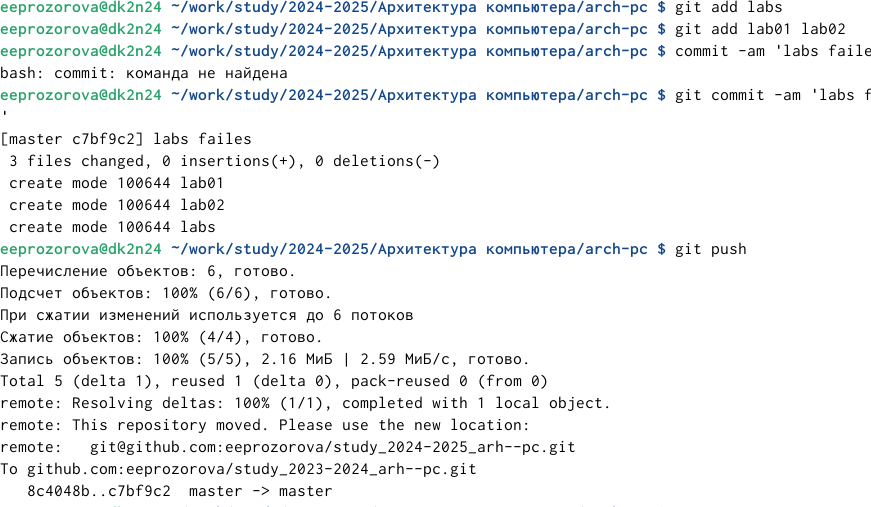 eeprozorova@dk2n24 ~/work/study/2024-2025/Архитектура компьютера/arch-pc $ git add labs
eeprozorova@dk2n24 ~/work/study/2024-2025/Архитектура компьютера/arch-pc $ git add lab01 lab02
eeprozorova@dk2n24 ~/work/study/2024-2025/Архитектура компьютера/arch-pc $ commit -am 'labs faile
bash: commit: команда не найдена
eeprozorova@dk2n24 ~/work/study/2024-2025/Архитектура компьютера/arch-pc $ git commit -am 'labs f
'
[master c7bf9c2] labs failes
 3 files changed, 0 insertions(+), 0 deletions(-)
 create mode 100644 lab01
 create mode 100644 lab02
 create mode 100644 labs
eeprozorova@dk2n24 ~/work/study/2024-2025/Архитектура компьютера/arch-pc $ git push
Перечисление объектов: 6, готово.
Подсчет объектов: 100% (6/6), готово.
При сжатии изменений используется до 6 потоков
Сжатие объектов: 100% (4/4), готово.
Запись объектов: 100% (5/5), 2.16 МиБ | 2.59 МиБ/с, готово.
Total 5 (delta 1), reused 1 (delta 0), pack-reused 0 (from 0)
remote: Resolving deltas: 100% (1/1), completed with 1 local object.
remote: This repository moved. Please use the new location:
remote:   git@github.com:eeprozorova/study_2024-2025_arh--pc.git
To github.com:eeprozorova/study_2023-2024_arh--pc.git
   8c4048b..c7bf9c2  master -> master